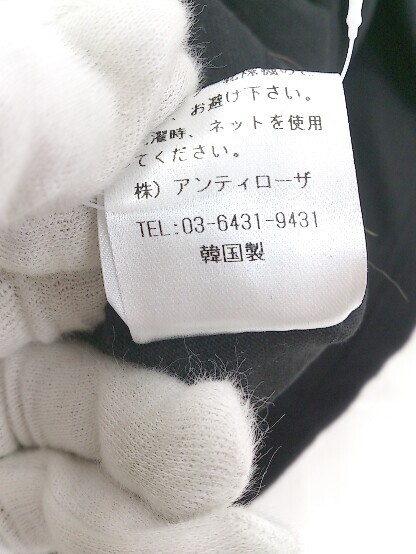 、お避け下さい。
濯時、ネットを使用
てください。
株）アンティローザ
TEL:03-6431-9431
韓国製